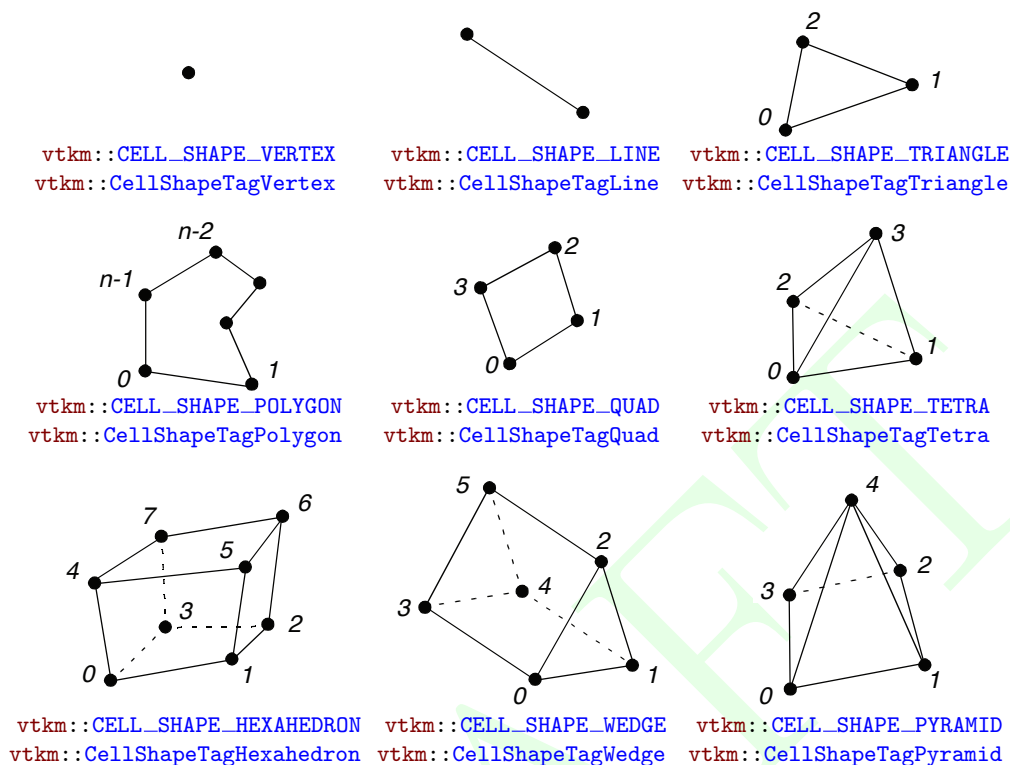 2
1
0
vtkm::CELL_SHAPE_VERTEX
vtkm::CellShapeTagVertex
vtkm::CELL_SHAPE_LINE
vtkm::CellShapeTagLine
vtkm::CELL_SHAPE_TRIANGLE
vtkm::CellShapeTagTriangle
n-2
n-1
0
1
vtkm::CELL_SHAPE_POLYGON
vtkm::CellShapeTagPolygon
2
3
1
0
vtkm::CELL_SHAPE_QUAD
vtkm::CellShapeTagQuad
3
2
1
0
vtkm::CELL_SHAPE_TETRA
vtkm::CellShapeTagTetra
6
7
5
4
3
2
0
1
vtkm::CELL_SHAPE_HEXAHEDRON
vtkm::CellShapeTagHexahedron
5
2
4
3
1
0
vtkm::CELL_SHAPE_WEDGE
vtkm::CellShapeTagWedge
4
2
3
1
0
vtkm::CELL_SHAPE_PYRAMID
vtkm::CellShapeTagPyramid